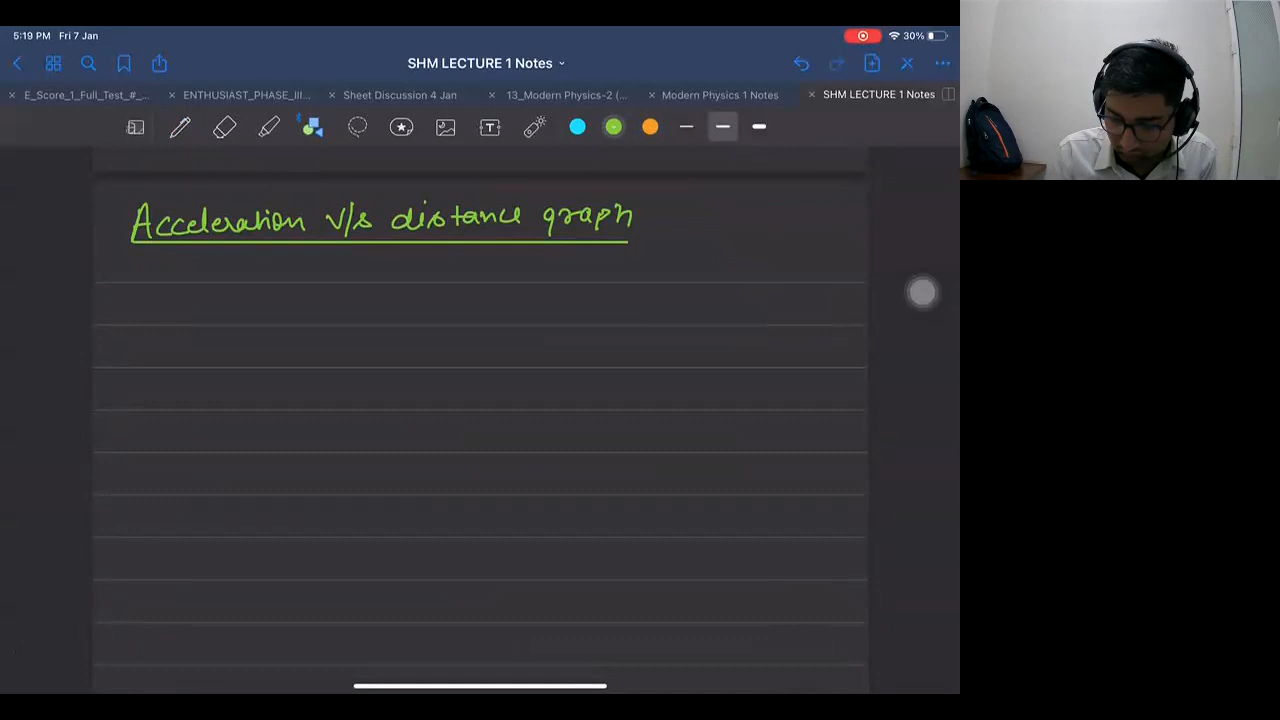 5:19 PM Fri 7 Jan
30%
SHM LECTURE 1 Notes
E_Score_1_Full_Test_#_...
ENTHUSIAST_PHASE_III...
Sheet Discussion 4 Jan
13_Modern Physics-2 (...
Modern Physics 1 Notes
SHM LECTURE 1 Notes
T
Acceleration v/s distance graph